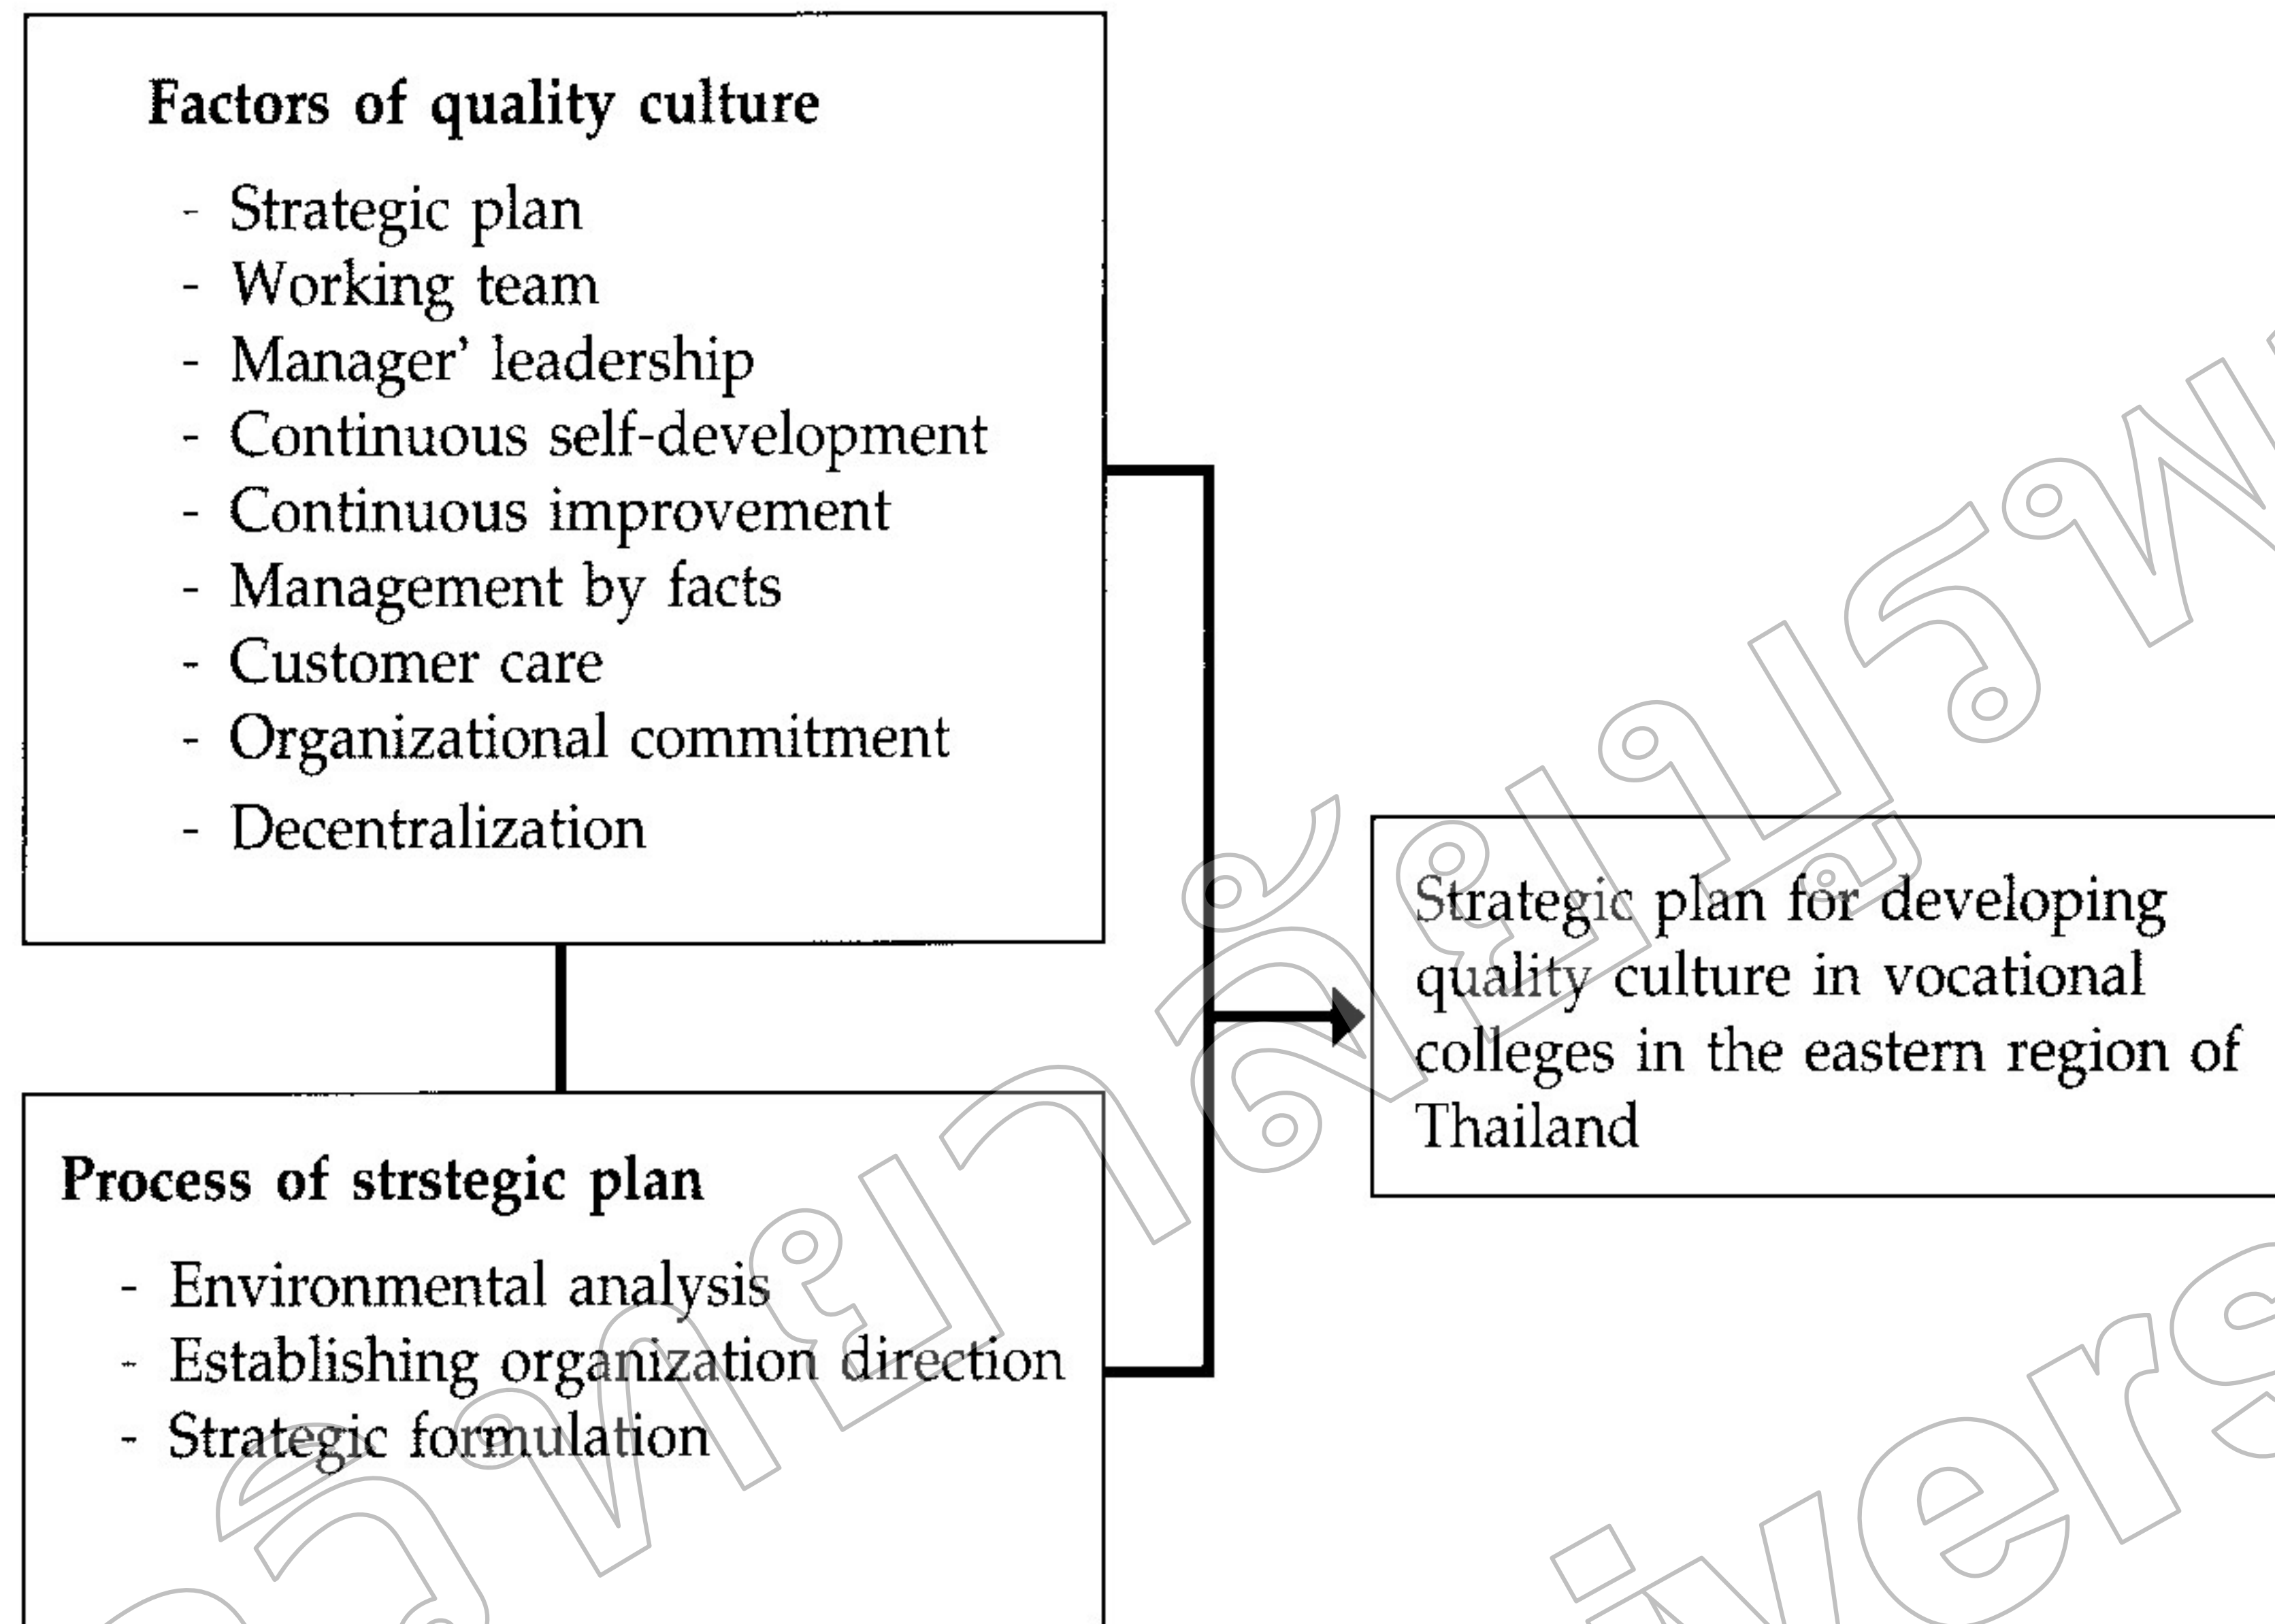 Factors of quality culture
- Strategic plan
- Working team
- Manager' leadership
- Continuous self-development
- Continuous improvement
- Management by facts
- Customer care
- Organizational commitment
- Decentralization
Strategic plan for developing
quality culture in vocational
colleges in the eastern region of
Thailand
Process of strstegic plan
- Environmental analysis
- Establishing organization direction
- Strategic formulation